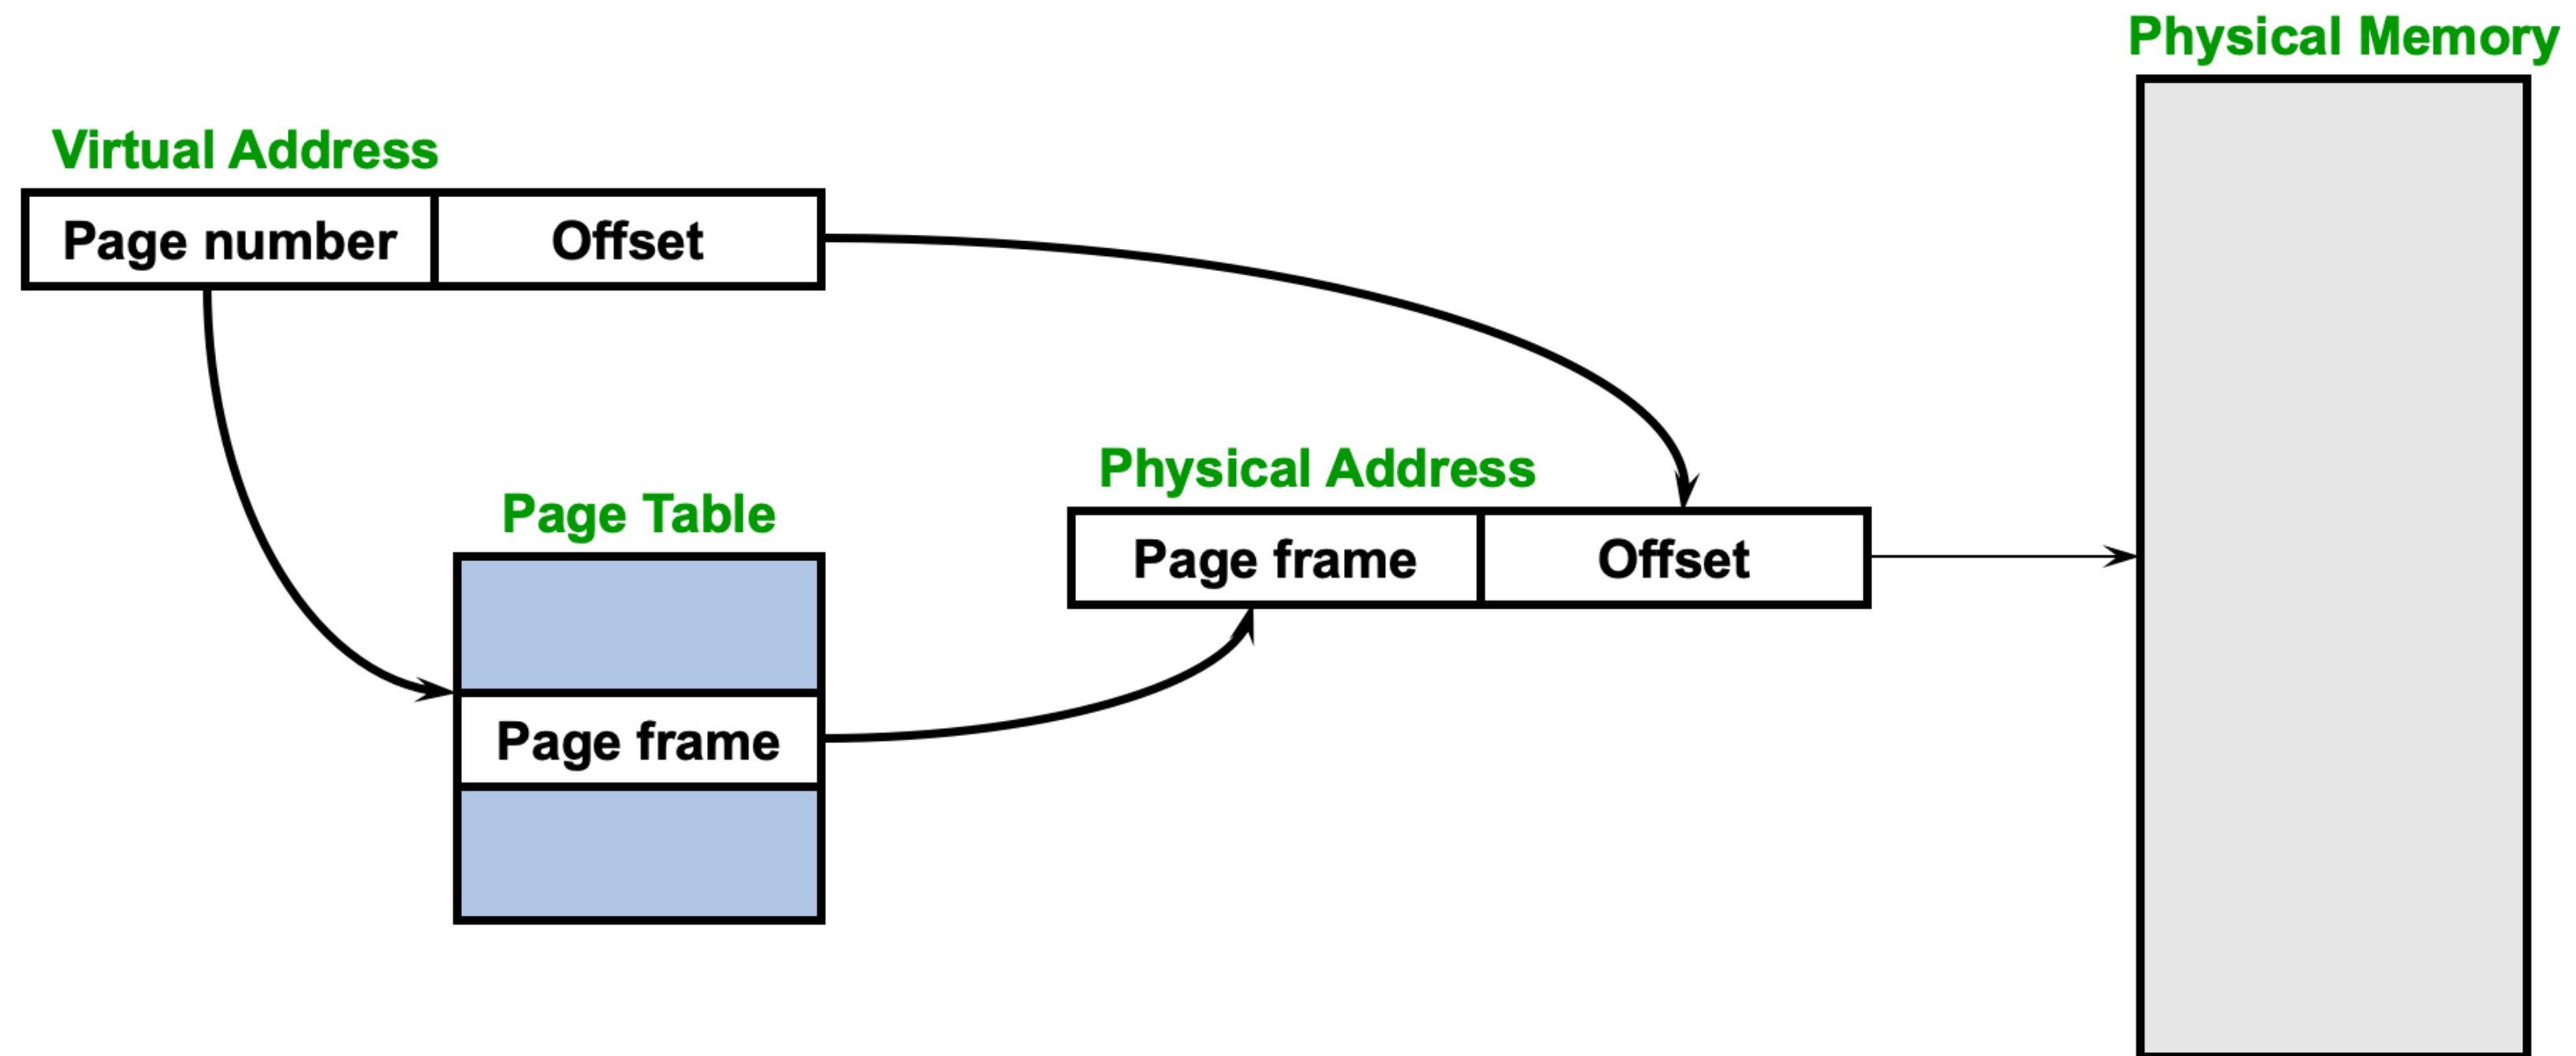 Physical Memory
Virtual Address
Page number
Offset
Physical Address
Page Table
Page frame
Offset
Page frame